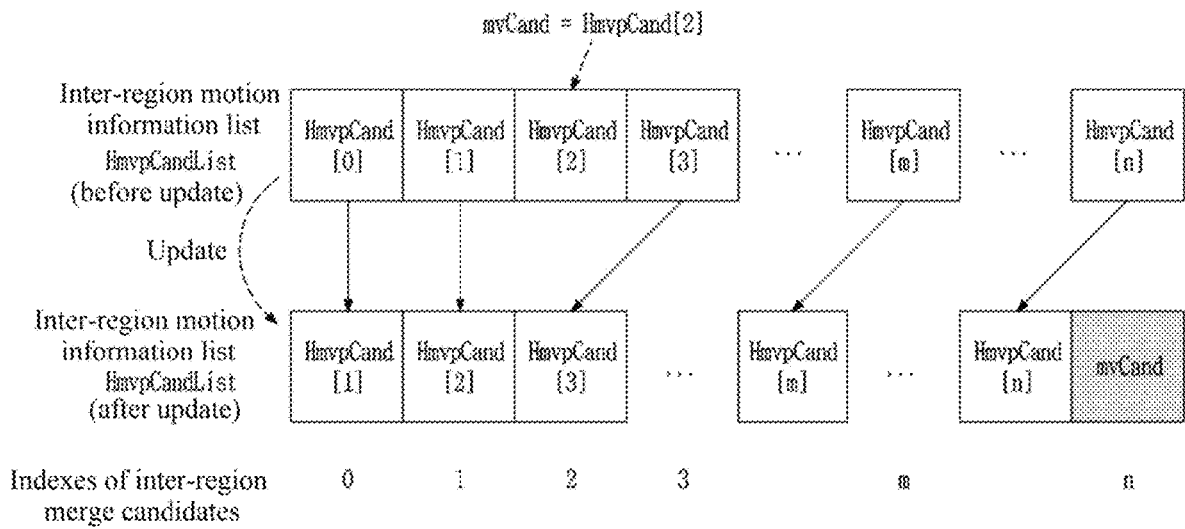 mvCand = HmvpCand[2]
Inter-region motion
information list
HmvpCandList
(before update)
HmvpCand HmvpCand HmvpCand HmvpCand ... HmvpCand ... HmvpCand
[0] [1] [2] [3] [m] [n]
Update
Inter-region motion
information list
HmvpCandList
(after update)
HmvpCand HmvpCand HmvpCand ... HmvpCand ... HmvpCand mvCand
[1] [2] [3] [m] [n]
Indexes of inter-region
merge candidates
0 1 2 3 m n